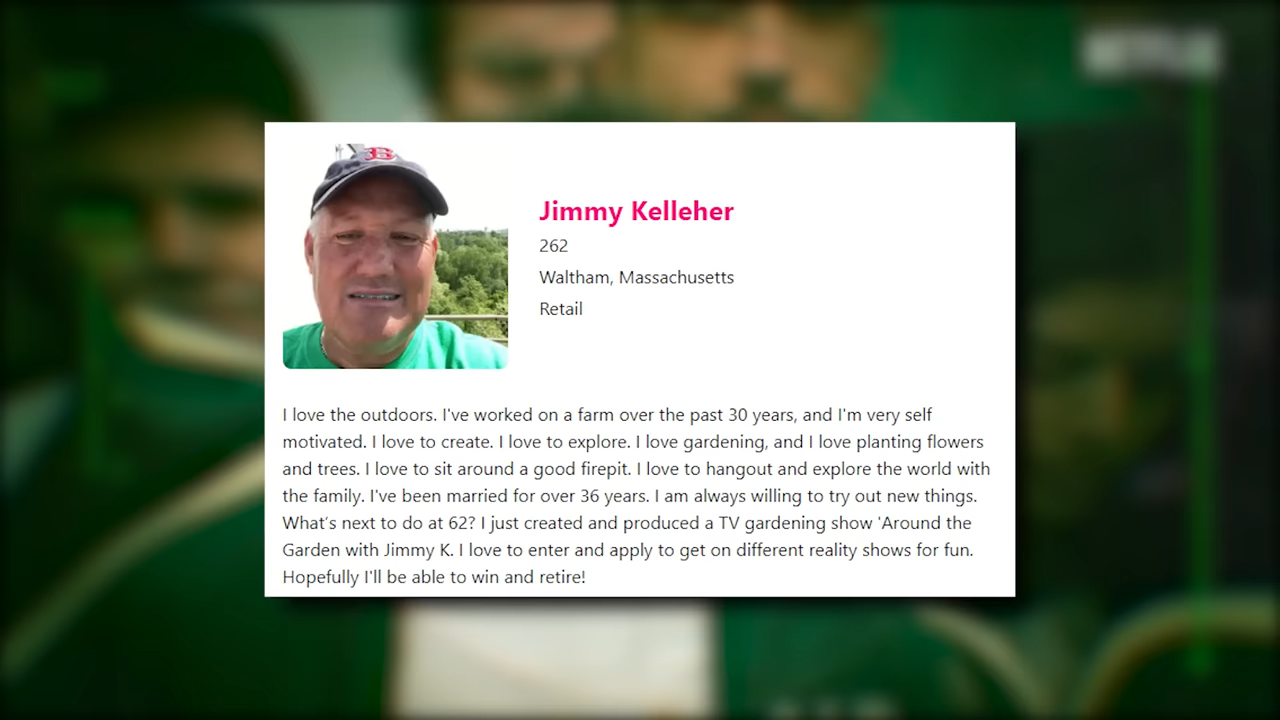 B
Jimmy Kelleher
262
Waltham, Massachusetts
Retail
I love the outdoors. I've worked on a farm over the past 30 years, and I'm very self
motivated. I love to create. I love to explore. I love gardening, and I love planting flowers
and trees. I love to sit around a good firepit. I love to hangout and explore the world with
the family. I've been married for over 36 years. I am always willing to try out new things.
What's next to do at 62? I just created and produced a TV gardening show 'Around the
Garden with Jimmy K. I love to enter and apply to get on different reality shows for fun.
Hopefully I'll be able to win and retire!